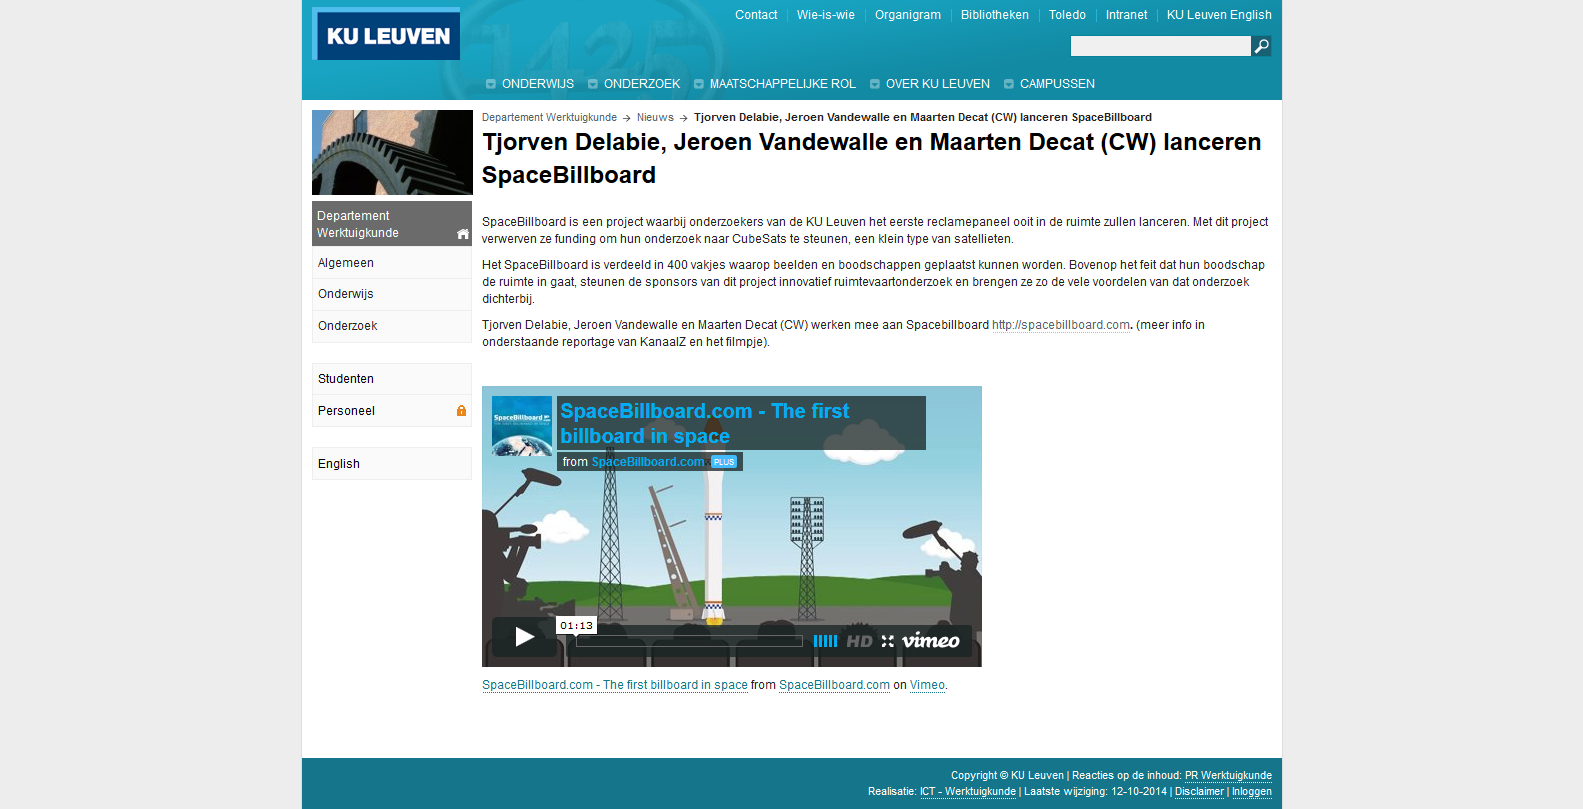 KU LEUVEN
Contact Wie-is-wie Organigram Bibliotheken Toledo Intranet KU Leuven English
1425
ONDERWIJS ONDERZOEK MAATSCHAPPELIJKE ROL OVER KU LEUVEN CAMPUSSEN
Departement Werktuigkunde → Nieuws → Tjorven Delabie, Jeroen Vandewalle en Maarten Decat (CW) lanceren SpaceBillboard
Tjorven Delabie, Jeroen Vandewalle en Maarten Decat (CW) lanceren
SpaceBillboard
Departement
Werktuigkunde
Algemeen
Onderwijs
Onderzoek
Studenten
Personeel
English
SpaceBillboard is een project waarbij onderzoekers van de KU Leuven het eerste reclamepaneel ooit in de ruimte zullen lanceren. Met dit project
verwerven ze funding om hun onderzoek naar CubeSats te steunen, een klein type van satellieten.
Het SpaceBillboard is verdeeld in 400 vakjes waarop beelden en boodschappen geplaatst kunnen worden. Bovenop het feit dat hun boodschap
de ruimte in gaat, steunen de sponsors van dit project innovatief ruimtevaartonderzoek en brengen ze zo de vele voordelen van dat onderzoek
dichterbij.
Tjorven Delabie, Jeroen Vandewalle en Maarten Decat (CW) werken mee aan Spacebillboard http://spacebillboard.com. (meer info in
onderstaande reportage van KanaalZ en het filmpje).
SpaceBillboard
SpaceBillboard.com - The first
billboard in space
from SpaceBillboard.com PLUS
01:13
HD vimeo
SpaceBillboard.com - The first billboard in space from SpaceBillboard.com on Vimeo.
Copyright © KU Leuven | Reacties op de inhoud: PR Werktuigkunde
Realisatie: ICT - Werktuigkunde | Laatste wijziging: 12-10-2014 | Disclaimer | Inloggen